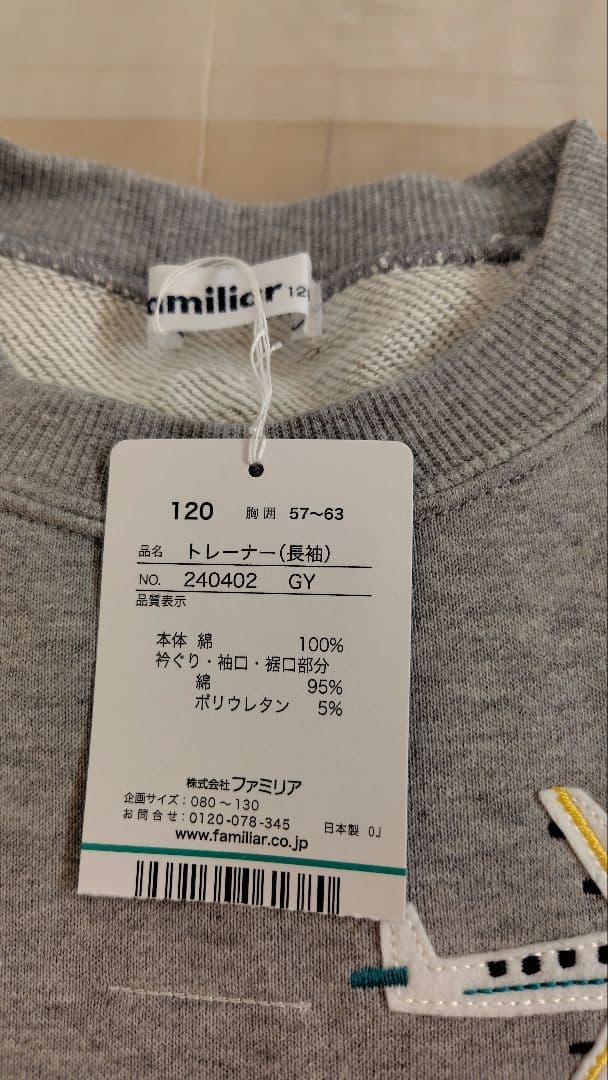 amiliar 12
120 胸囲 57〜63
品名 トレーナー(長袖)
NO. 240402 GY
品質表示
本体 綿 100%
衿ぐり・袖口・裾口部分
綿 95%
ポリウレタン 5%
株式会社ファミリア
企画サイズ:080〜130
お問合せ:0120-078-345 日本製 0J
www.familiar.co.jp